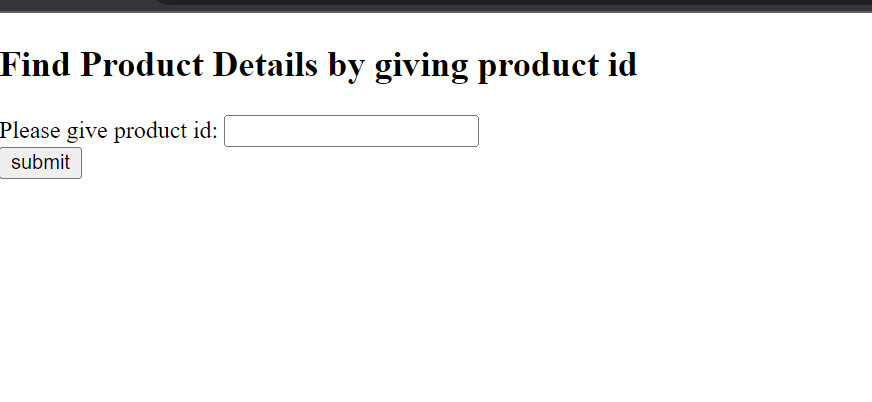 Find Product Details by giving product id
Please give product id:
submit